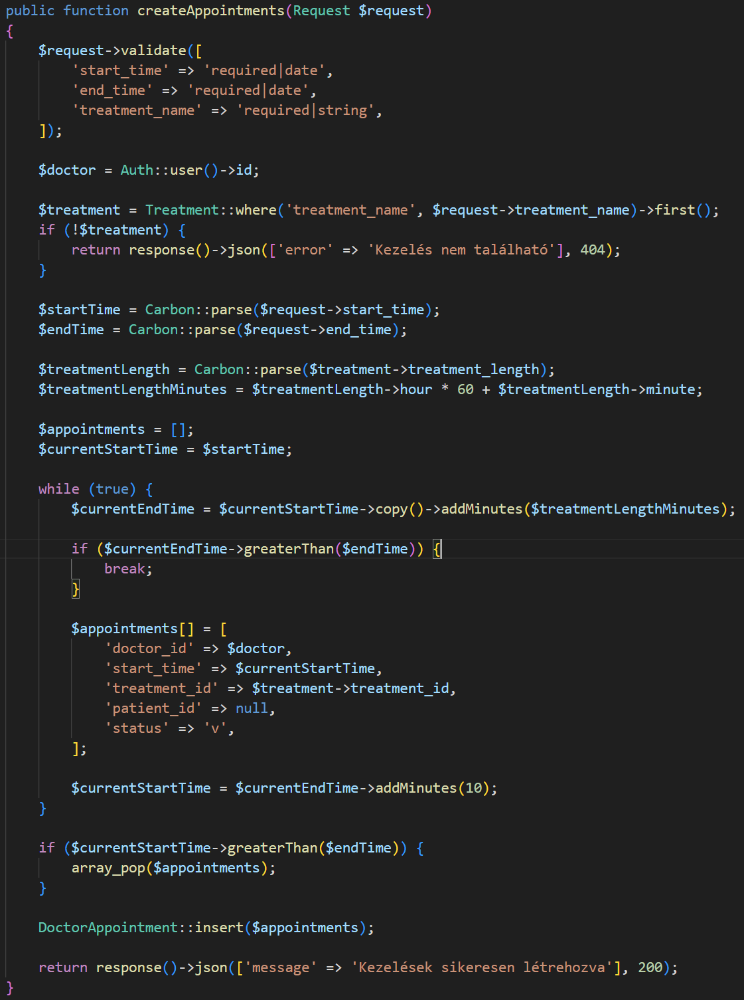 public function createAppointments(Request $request)
{
    $request->validate([
        'start_time' => 'required|date',
        'end_time' => 'required|date',
        'treatment_name' => 'required|string',
    ]);

    $doctor = Auth::user()->id;

    $treatment = Treatment::where('treatment_name', $request->treatment_name)->first();
    if (!$treatment) {
        return response()->json(['error' => 'Kezelés nem található'], 404);
    }

    $startTime = Carbon::parse($request->start_time);
    $endTime = Carbon::parse($request->end_time);

    $treatmentLength = Carbon::parse($treatment->treatment_length);
    $treatmentLengthMinutes = $treatmentLength->hour * 60 + $treatmentLength->minute;

    $appointments = [];
    $currentStartTime = $startTime;

    while (true) {
        $currentEndTime = $currentStartTime->copy()->addMinutes($treatmentLengthMinutes);

        if ($currentEndTime->greaterThan($endTime)) {
            break;
        }

        $appointments[] = [
            'doctor_id' => $doctor,
            'start_time' => $currentStartTime,
            'treatment_id' => $treatment->treatment_id,
            'patient_id' => null,
            'status' => 'v',
        ];

        $currentStartTime = $currentEndTime->addMinutes(10);
    }

    if ($currentStartTime->greaterThan($endTime)) {
        array_pop($appointments);
    }

    DoctorAppointment::insert($appointments);

    return response()->json(['message' => 'Kezelések sikeresen létrehozva'], 200);
}